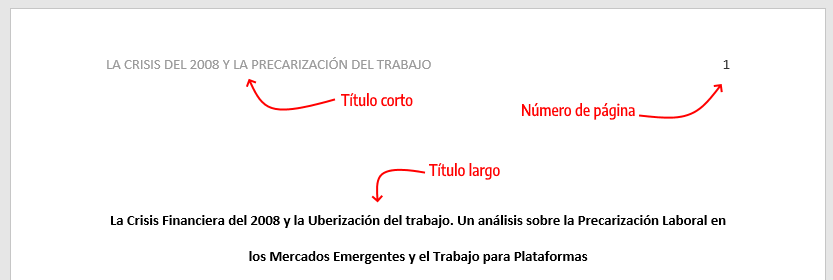 LA CRISIS DEL 2008 Y LA PRECARIZACIÓN DEL TRABAJO 1
Título corto
Número de página
Título largo
La Crisis Financiera del 2008 y la Uberización del trabajo. Un análisis sobre la Precarización Laboral en
los Mercados Emergentes y el Trabajo para Plataformas